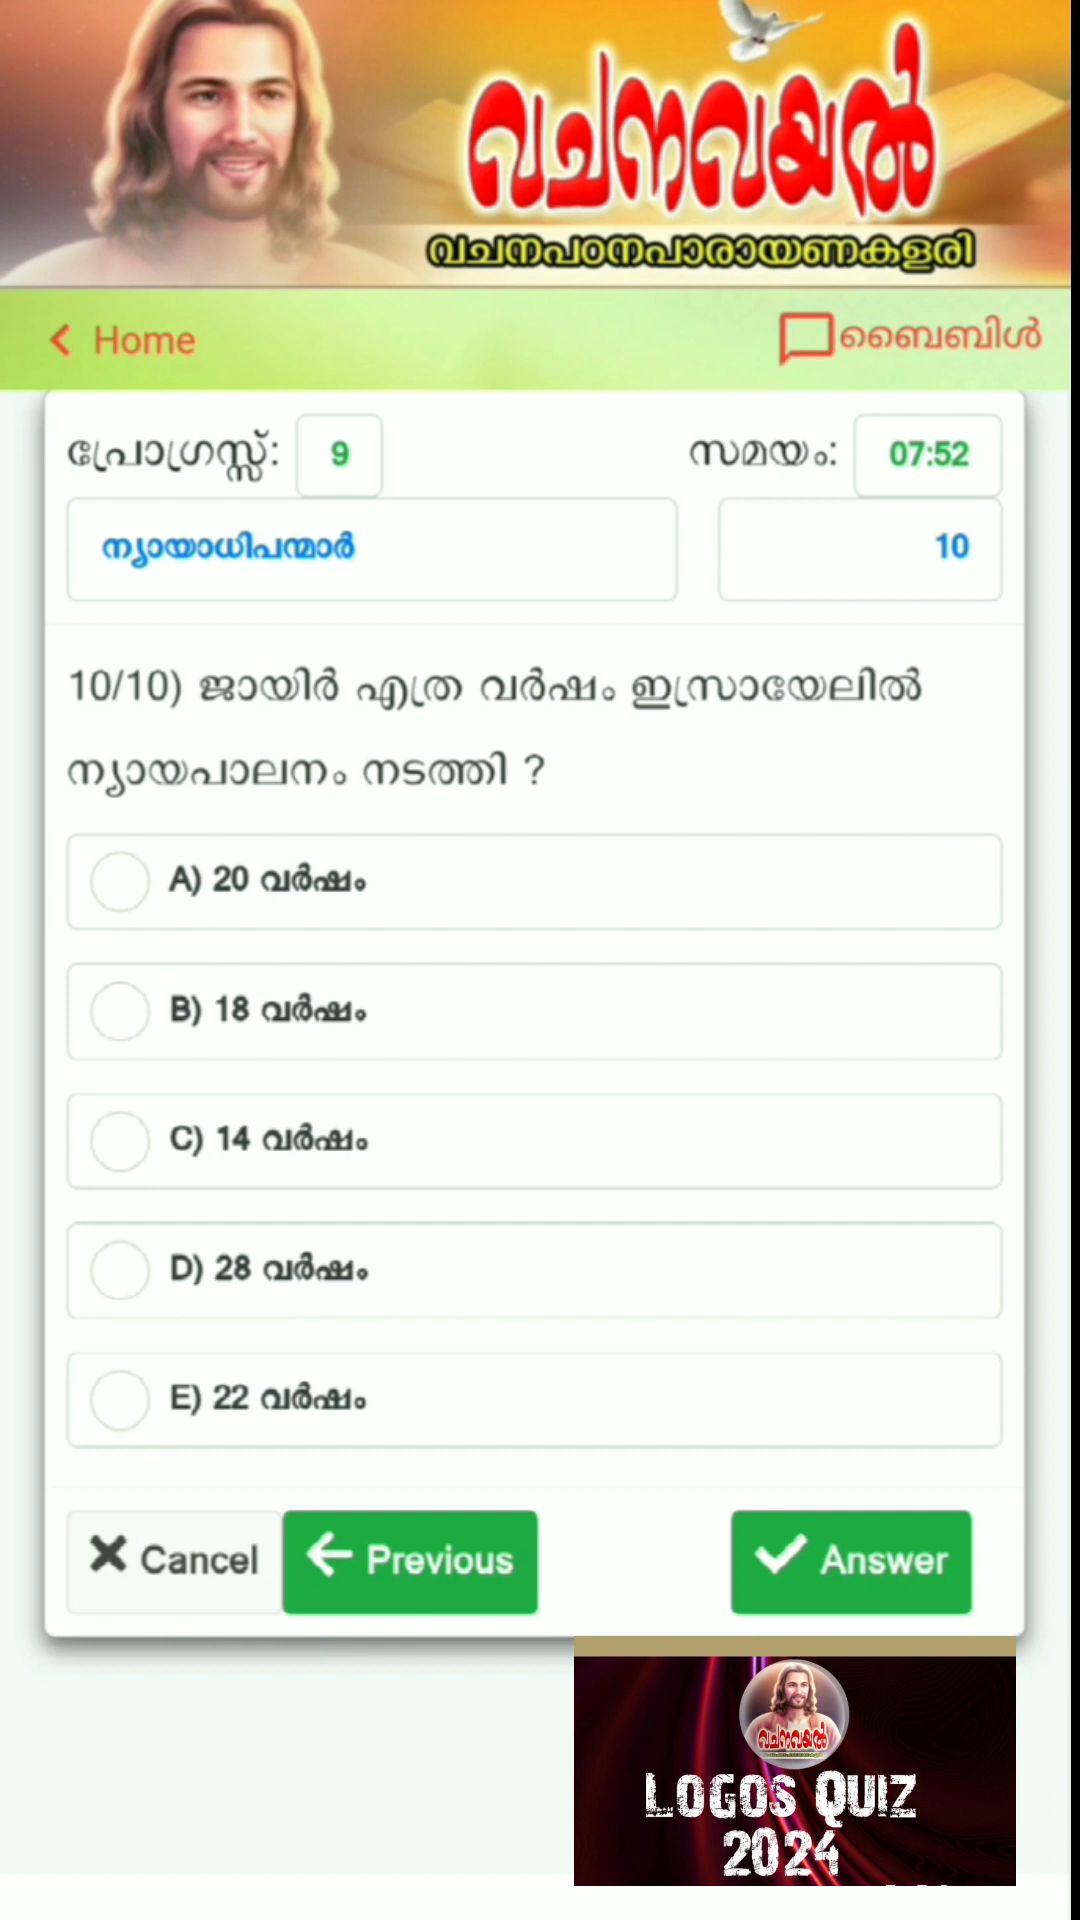 വചനവയൽ
വചനപഠനപാരായണകളരി
Home
ബൈബിൾ
പ്രോഗ്രസ്സ്: 9
സമയം: 07:52
ന്യായാധിപന്മാർ
10
10/10) ജായിർ എത്ര വർഷം ഇസ്രായേലിൽ
ന്യായപാലനം നടത്തി ?
A) 20 വർഷം
B) 18 വർഷം
C) 14 വർഷം
D) 28 വർഷം
E) 22 വർഷം
Cancel
Previous
Answer
വചനവയൽ
LOGOS QUIZ
2024